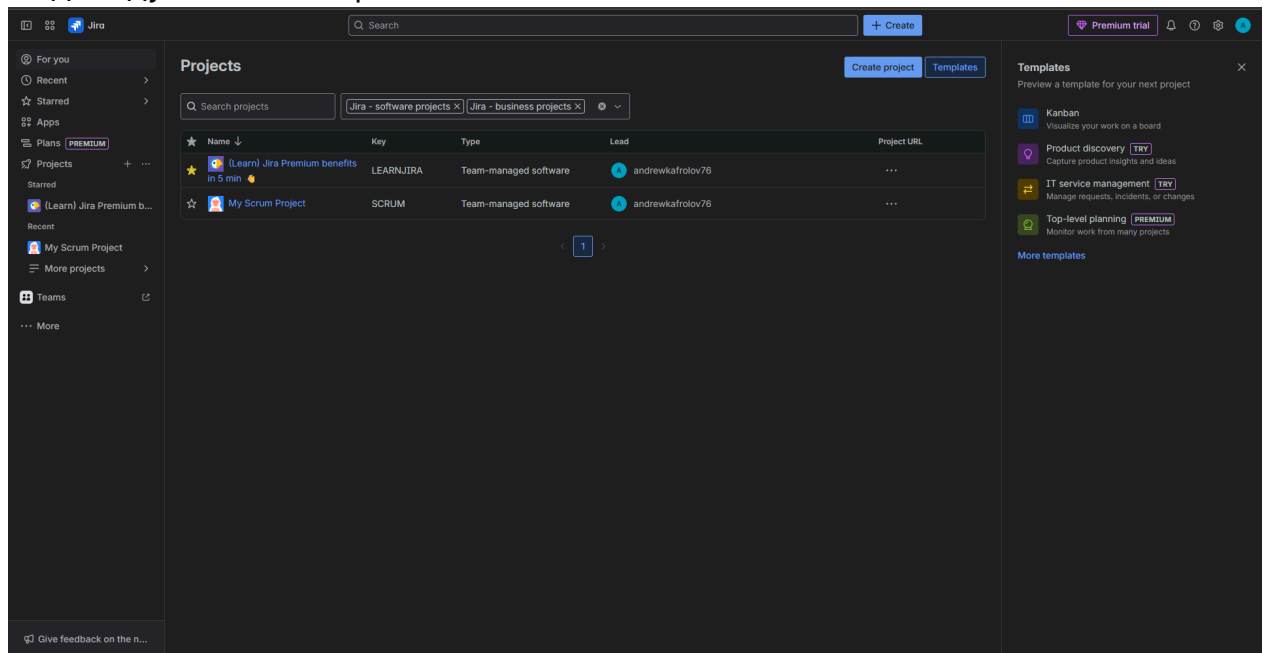 Jira
Search
+ Create
Premium trial
For you
Recent
Starred
Apps
Plans PREMIUM
Projects
Starred
(Learn) Jira Premium b...
Recent
My Scrum Project
More projects
Teams
More
Give feedback on the n...
Projects
Create project Templates
Search projects
Jira - software projects Jira - business projects
Name Key Type Lead Project URL
(Learn) Jira Premium benefits
in 5 min
LEARNJIRA Team-managed software A andrewkafrolov76
My Scrum Project SCRUM Team-managed software A andrewkafrolov76
1
Templates
Preview a template for your next project
Kanban
Visualize your work on a board
Product discovery TRY
Capture product insights and ideas
IT service management TRY
Manage requests, incidents, or changes
Top-level planning PREMIUM
Monitor work from many projects
More templates